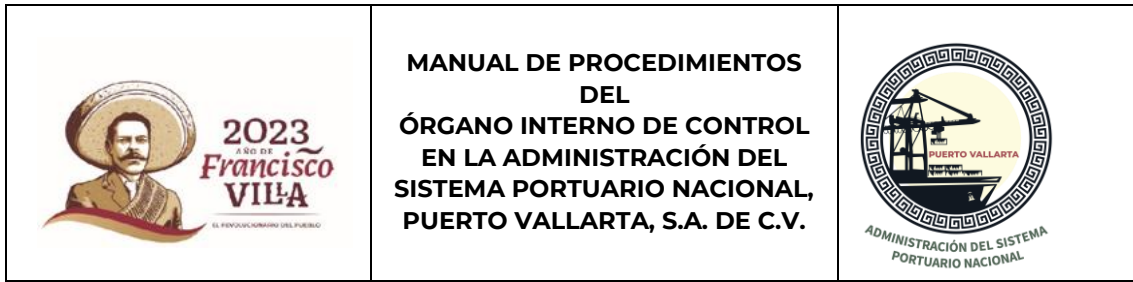 2023
AÑO DE
Francisco
VILLA
EL REVOLUCIONARIO DEL PUEBLO
MANUAL DE PROCEDIMIENTOS
DEL
ÓRGANO INTERNO DE CONTROL
EN LA ADMINISTRACIÓN DEL
SISTEMA PORTUARIO NACIONAL,
PUERTO VALLARTA, S.A. DE C.V.
PUERTO VALLARTA
ADMINISTRACIÓN DEL SISTEMA
PORTUARIO NACIONAL